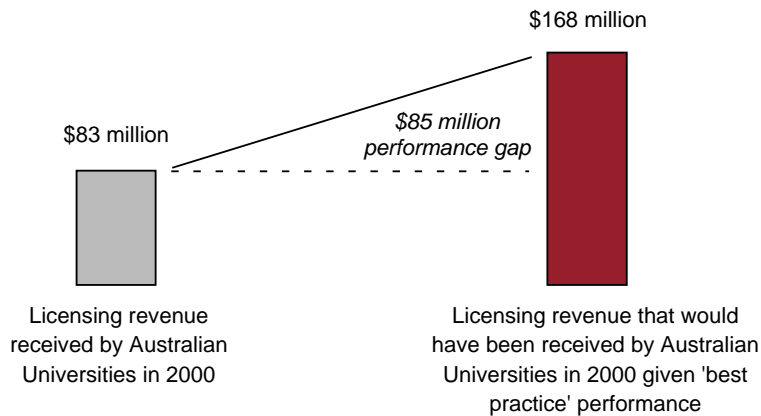 $168 million
$83 million
$85 million
performance gap
Licensing revenue
received by Australian
Universities in 2000
Licensing revenue that would
have been received by Australian
Universities in 2000 given 'best
practice' performance